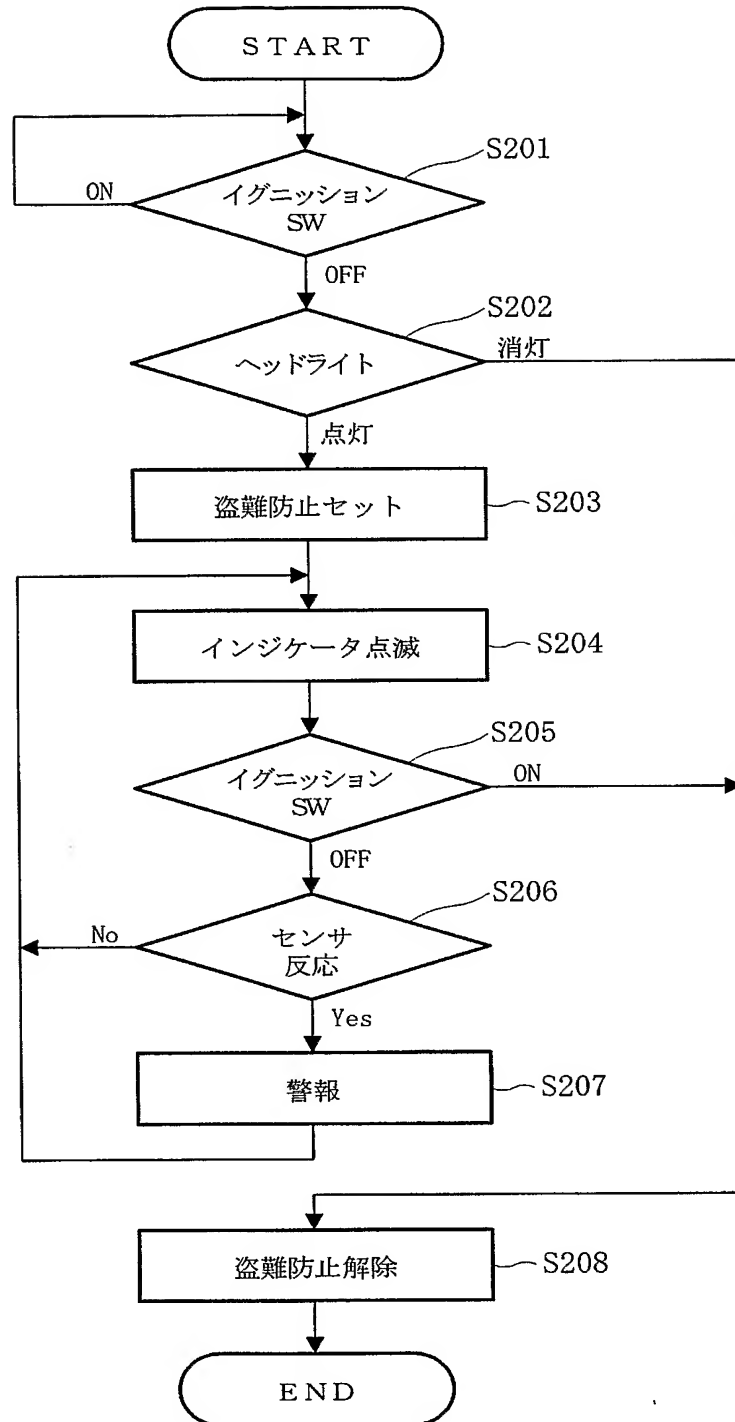 START
S201
ON
イグニッション
SW
OFF
S202
消灯
ヘッドライト
点灯
盗難防止セット
S203
インジケータ点滅
S204
S205
イグニッション
SW
ON
OFF
S206
No
センサ
反応
Yes
警報
S207
盗難防止解除
S208
END